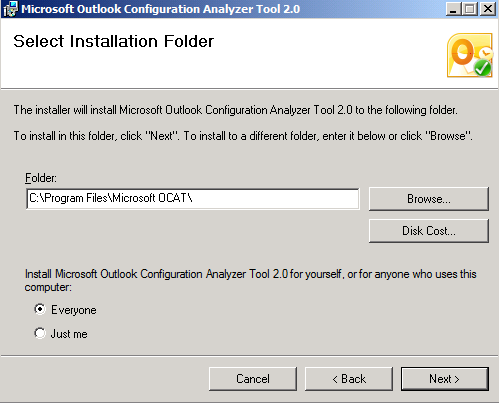 Microsoft Outlook Configuration Analyzer Tool 2.0
Select Installation Folder
The installer will install Microsoft Outlook Configuration Analyzer Tool 2.0 to the following folder.
To install in this folder, click "Next". To install to a different folder, enter it below or click "Browse".
Folder:
C:\Program Files\Microsoft OCAT\
Browse...
Disk Cost...
Install Microsoft Outlook Configuration Analyzer Tool 2.0 for yourself, or for anyone who uses this
computer:
Everyone
Just me
Cancel
< Back
Next >